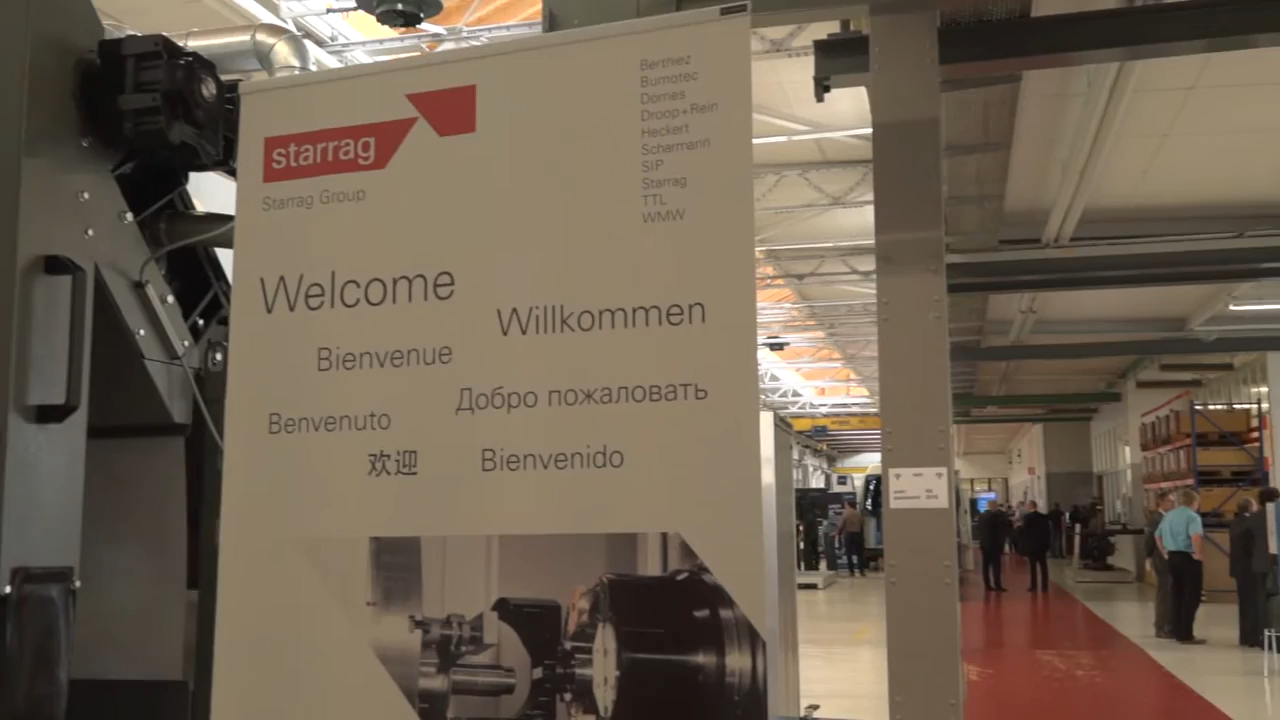 starrag
Starrag Group
Berthiez
Bumotec
Dörries
Droop+Rein
Heckert
Scharmann
SIP
Starrag
TTL
WMW
Welcome
Willkommen
Bienvenue
Добро пожаловать
Benvenuto
欢迎
Bienvenido